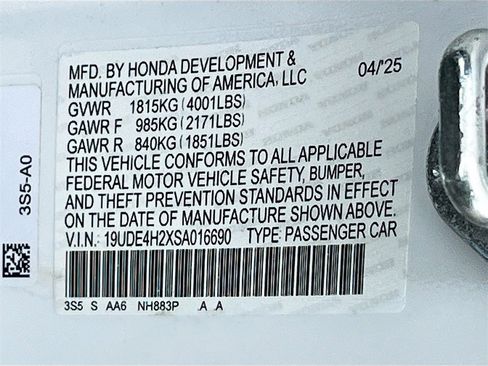 MFD. BY HONDA DEVELOPMENT &
MANUFACTURING OF AMERICA, LLC 04/'25
GVWR 1815KG (4001LBS)
GAWR F 985KG (2171LBS)
GAWR R 840KG (1851LBS)
THIS VEHICLE CONFORMS TO ALL APPLICABLE
FEDERAL MOTOR VEHICLE SAFETY, BUMPER,
AND THEFT PREVENTION STANDARDS IN EFFECT
ON THE DATE OF MANUFACTURE SHOWN ABOVE.
V.I.N.: 19UDE4H2XSA016690 TYPE: PASSENGER CAR
3S5 S AA6 NH883P A A
3S5-A0